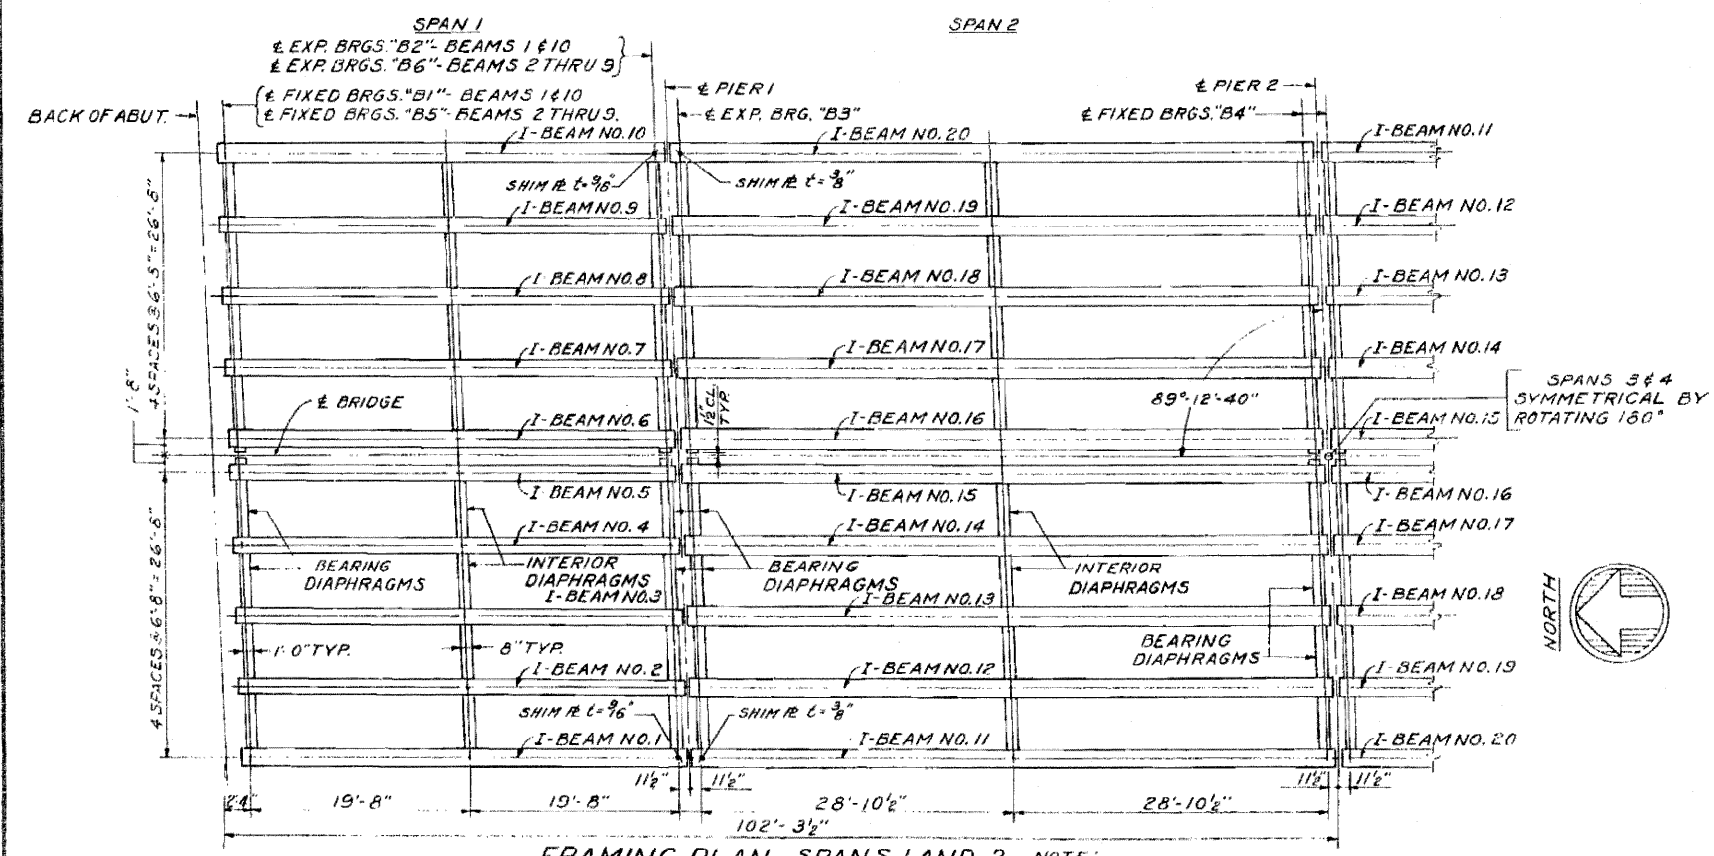 SPAN 1
SPAN 2
℄ EXP. BRGS. "B2"- BEAMS 1 & 10
℄ EXP. BRGS. "B6"- BEAMS 2 THRU 9
℄ FIXED BRGS. "B1"- BEAMS 1 & 10
℄ FIXED BRGS. "B5"- BEAMS 2 THRU 9.
BACK OF ABUT.
℄ PIER 1
℄ EXP. BRG. "B3"
℄ PIER 2
℄ FIXED BRGS. "B4"
I-BEAM NO. 10
I-BEAM NO. 20
I-BEAM NO. 11
SHIM ℄ t= 9/16"
SHIM ℄ t= 3/8"
I-BEAM NO. 9
I-BEAM NO. 19
I-BEAM NO. 12
I-BEAM NO. 8
I-BEAM NO. 18
I-BEAM NO. 13
I-BEAM NO. 7
I-BEAM NO. 17
I-BEAM NO. 14
1'-8"
℄ BRIDGE
1 1/2" CL. TYP.
89°-12'-40"
SPANS 3 & 4
SYMMETRICAL BY
ROTATING 180°
I-BEAM NO. 6
I-BEAM NO. 16
I-BEAM NO. 15
I-BEAM NO. 5
I-BEAM NO. 15
I-BEAM NO. 16
I-BEAM NO. 4
I-BEAM NO. 14
I-BEAM NO. 17
BEARING
DIAPHRAGMS
INTERIOR
DIAPHRAGMS
BEARING
DIAPHRAGMS
INTERIOR
DIAPHRAGMS
I-BEAM NO. 3
I-BEAM NO. 13
I-BEAM NO. 18
NORTH
4 SPACES @ 6'-8" = 26'-8"
1'-0" TYP.
8" TYP.
BEARING
DIAPHRAGMS
I-BEAM NO. 2
I-BEAM NO. 12
I-BEAM NO. 19
SHIM ℄ t= 9/16"
SHIM ℄ t= 3/8"
I-BEAM NO. 1
I-BEAM NO. 11
I-BEAM NO. 20
11 1/2"
11 1/2"
11 1/2"
11 1/2"
19'-8"
19'-8"
28'-10 1/2"
28'-10 1/2"
102'-3 1/2"
FRAMING PLAN SPANS 1 AND 2
NOTE: